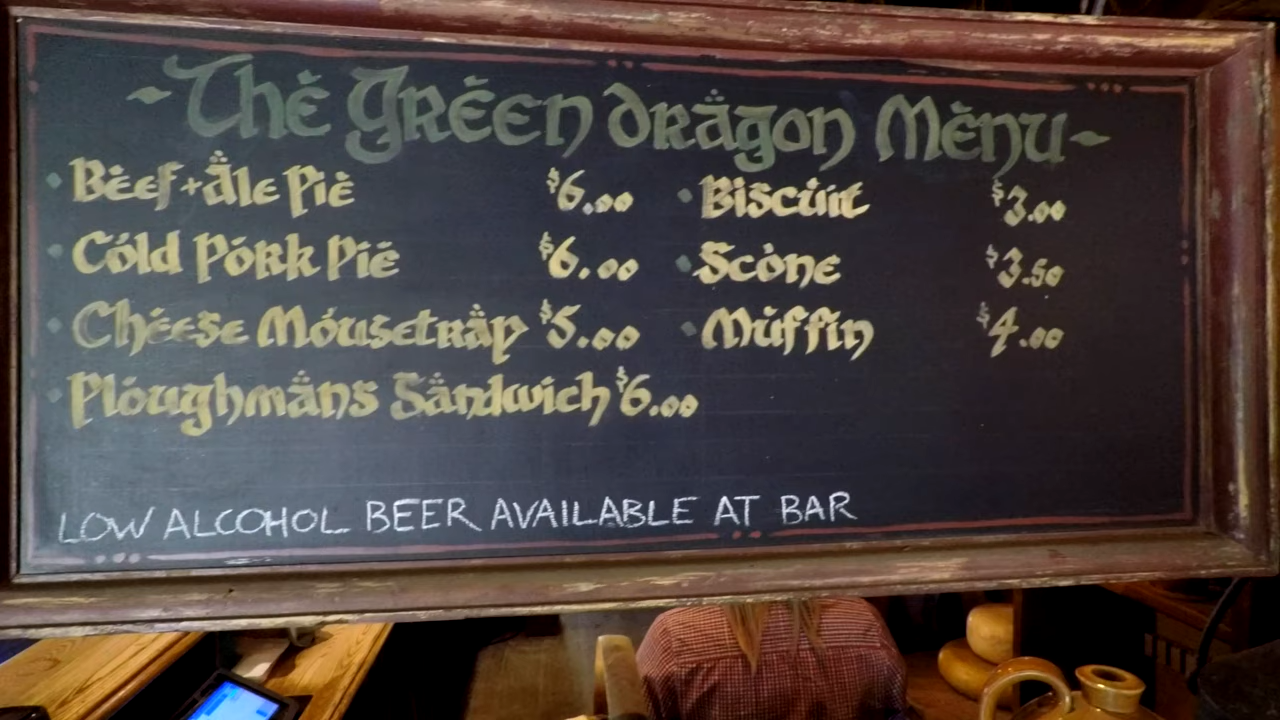 ~The Green Dragon Menu~
Beef + Ale Pie $6.00
Cold Pork Pie $6.00
Cheese Mousetrap $5.00
Ploughmans Sandwich $6.00
Biscuit $3.00
Scone $3.50
Muffin $4.00
LOW ALCOHOL BEER AVAILABLE AT BAR